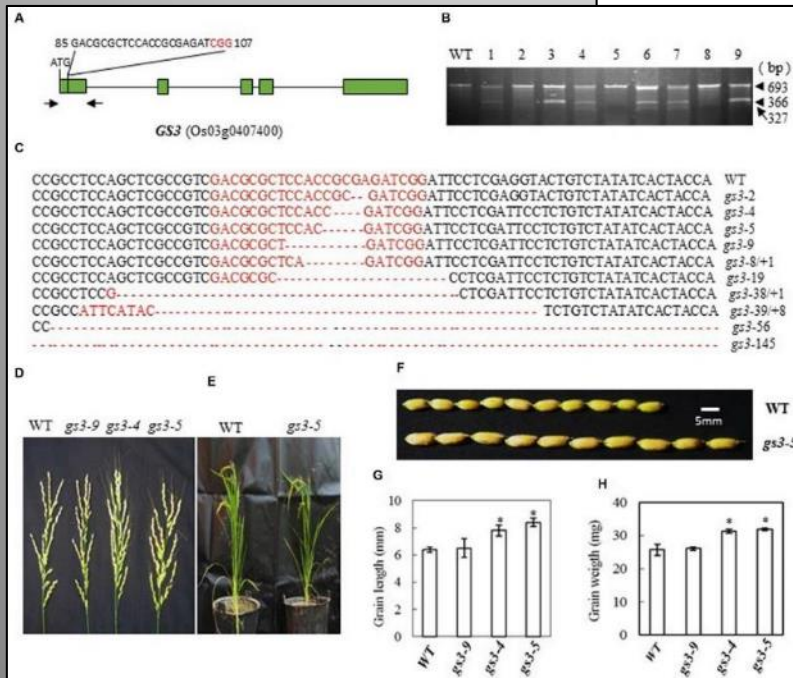 A
85 GACGCGCTCCACCGCGAGATCGG 107
ATG
GS3 (Os03g0407400)
B
WT 1 2 3 4 5 6 7 8 9 (bp)
693
366
327
C
CCGCCTCCAGCTCGCCGTCGACGCGCTCCACCGCGAGATCGGATTCCTCGAGGTACTGTCTATATCACTACCA WT
CCGCCTCCAGCTCGCCGTCGACGCGCTCCACCGC--GATCGGATTCCTCGAGGTACTGTCTATATCACTACCA gs3-2
CCGCCTCCAGCTCGCCGTCGACGCGCTCCACC----GATCGGATTCCTCGATTCCTCTGTCTATATCACTACCA gs3-4
CCGCCTCCAGCTCGCCGTCGACGCGCTCCAC-----GATCGGATTCCTCGATTCCTCTGTCTATATCACTACCA gs3-5
CCGCCTCCAGCTCGCCGTCGACGCGCT---------GATCGGATTCCTCGATTCCTCTGTCTATATCACTACCA gs3-9
CCGCCTCCAGCTCGCCGTCGACGCGCTCA-------GATCGGATTCCTCGATTCCTCTGTCTATATCACTACCA gs3-8/+1
CCGCCTCCAGCTCGCCGTCGACGCGC-------------------CCTCGATTCCTCTGTCTATATCACTACCA gs3-19
CCGCCTCCG--------------------------------------CTCGATTCCTCTGTCTATATCACTACCA gs3-38/+1
CCGCCATTCATAC---------------------------------------TCTGTCTATATCACTACCA gs3-39/+8
CC----------------------------------------------------------------------- gs3-56
------------------------------------------------------------------------- gs3-145
D
WT gs3-9 gs3-4 gs3-5
E
WT gs3-5
F
WT
5mm
gs3-5
G
Grain length (mm)
10
8
6
4
2
0
* *
WT gs3-9 gs3-4 gs3-5
H
Grain weigth (mg)
40
30
20
10
0
* *
WT gs3-9 gs3-4 gs3-5